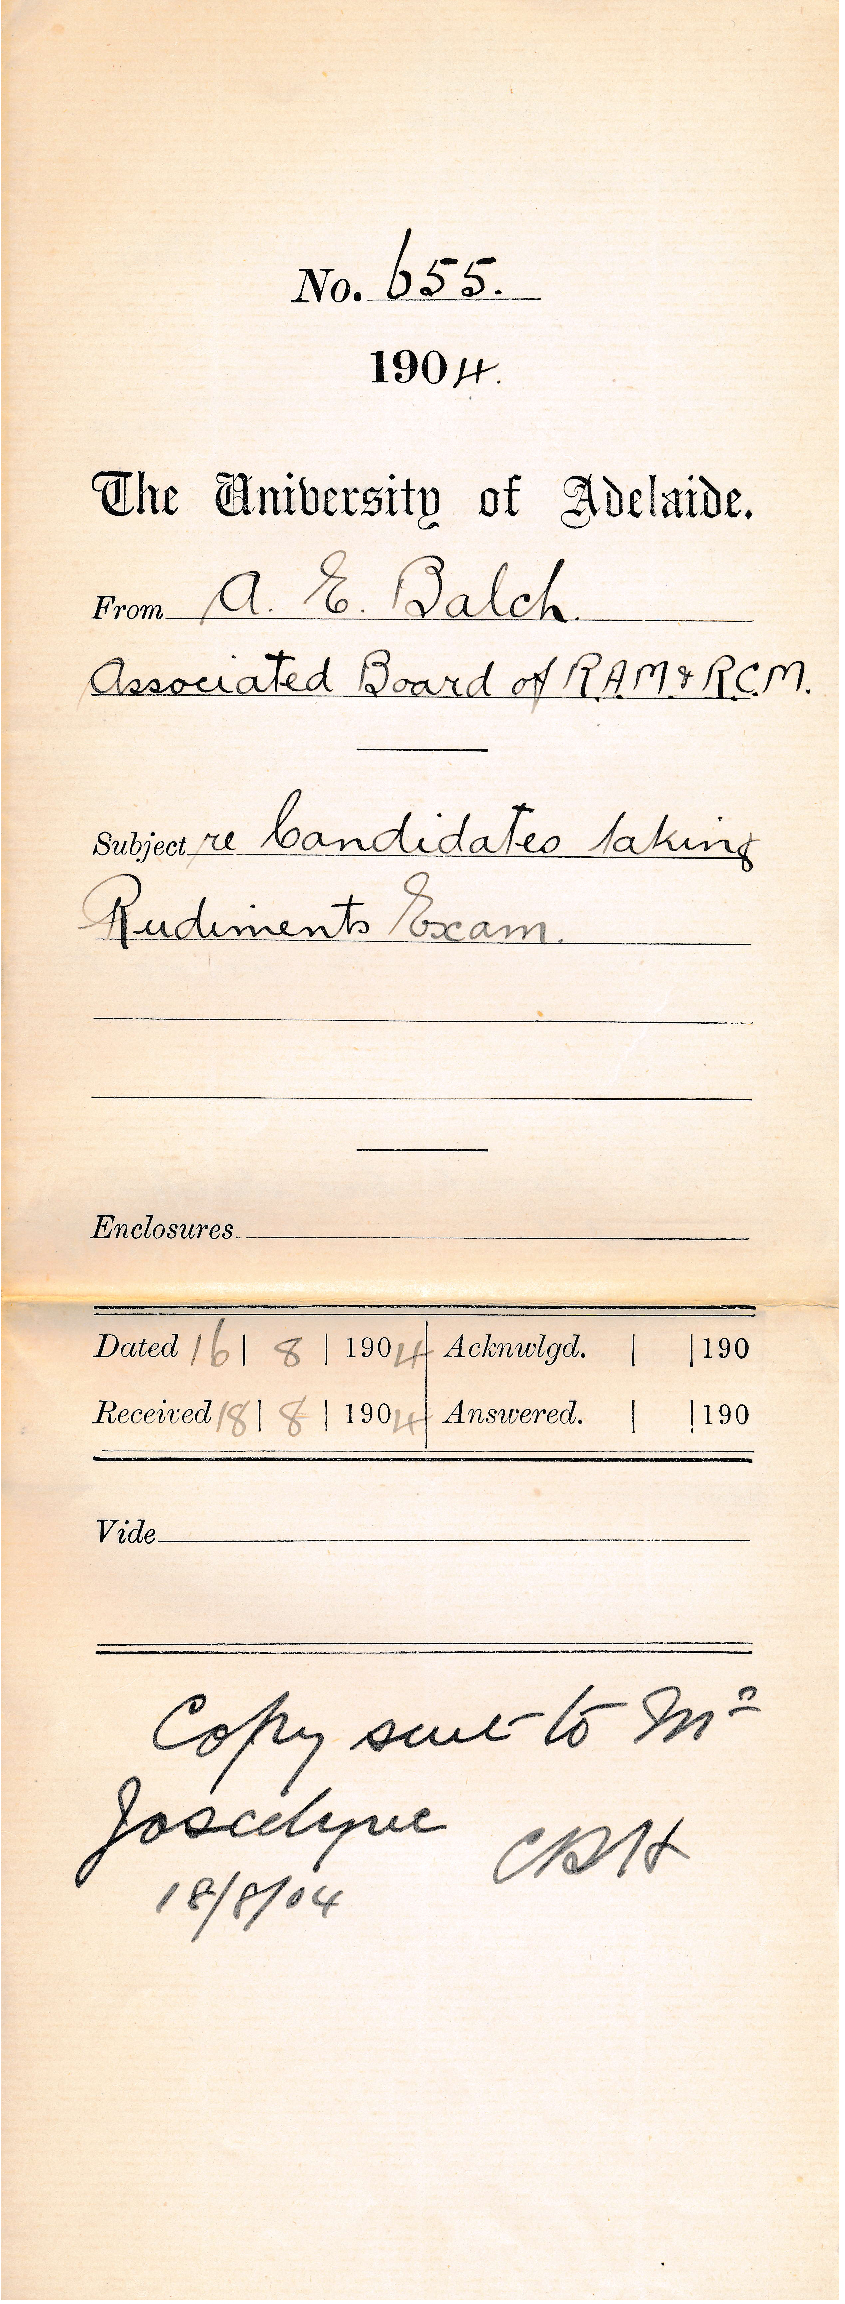 No. 655.
1904.
The University of Adelaide.
From A. E. Balch.
Associated Board of R.A.M & R.C.M.
Subject re Candidates taking
Rudiments Exam.
Enclosures
Dated 16 | 8 | 1904 Acknwlgd. | | 190
Received 18 | 8 | 1904 Answered. | | 190
Vide
Copy sent to Mr
Joscelyne
18/8/04